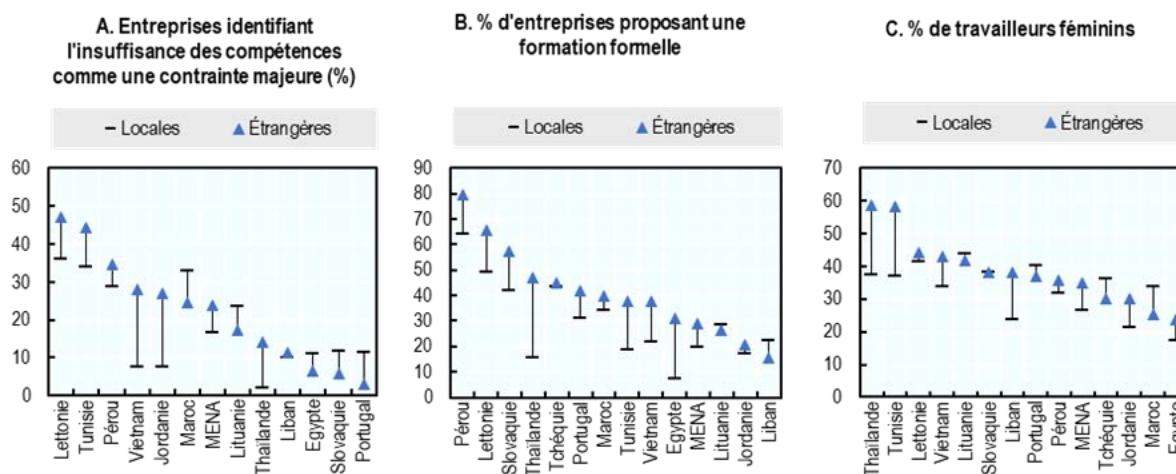 A. Entreprises identifiant
l'insuffisance des compétences
comme une contrainte majeure (%)
– Locales ▲ Étrangères
60
50
40
30
20
10
0
Lettonie
Tunisie
Pérou
Vietnam
Jordanie
Maroc
MENA
Lituanie
Thaïlande
Liban
Egypte
Slovaquie
Portugal
B. % d'entreprises proposant une
formation formelle
– Locales ▲ Étrangères
90
80
70
60
50
40
30
20
10
0
Pérou
Lettonie
Slovaquie
Thaïlande
Tchéquie
Portugal
Maroc
Tunisie
Vietnam
Egypte
MENA
Lituanie
Jordanie
Liban
C. % de travailleurs féminins
– Locales ▲ Étrangères
70
60
50
40
30
20
10
0
Thaïlande
Tunisie
Lettonie
Vietnam
Lituanie
Slovaquie
Liban
Portugal
Pérou
MENA
Tchéquie
Jordanie
Maroc
Egypte